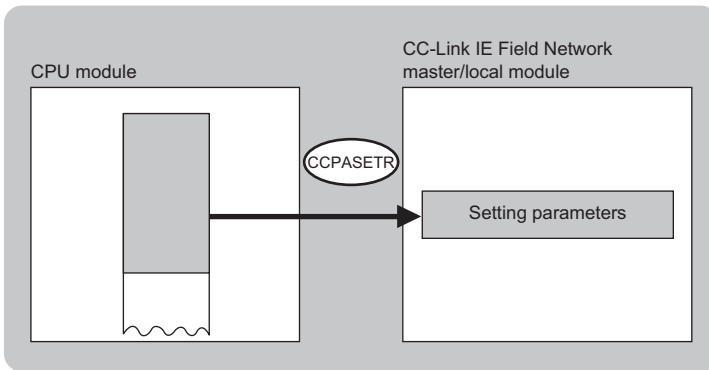 CPU module
CC-Link IE Field Network
master/local module
CCPASETR
Setting parameters